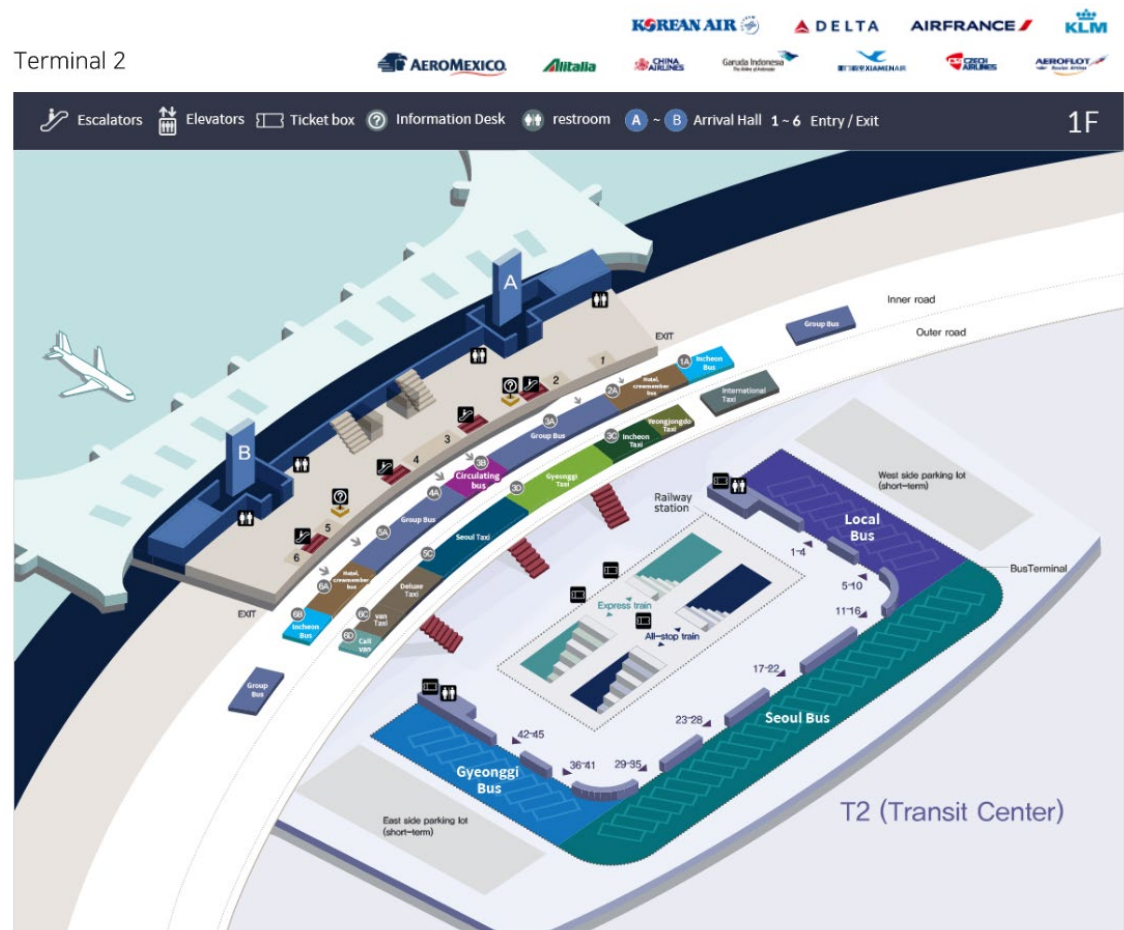 KOREAN AIR
DELTA
AIRFRANCE
KLM
Terminal 2
AEROMEXICO
Alitalia
CHINA
AIRLINES
Garuda Indonesia
XIAMENAIR
CZECH
AIRLINES
AEROFLOT
Escalators
Elevators
Ticket box
Information Desk
restroom
A ~ B Arrival Hall
1 ~ 6 Entry / Exit
1F
A
B
Inner road
Outer road
Group Bus
EXIT
1
2
3
4
5
6
1A
Incheon
Bus
2A
Hotel,
crewmember
bus
International
Taxi
3A
Group Bus
Yeongjongdo
Taxi
3C
Incheon
Taxi
3B
Circulating
bus
3D
Gyeonggi
Taxi
4A
Group Bus
5A
5C
Seoul Taxi
6A
Hotel,
crewmember
bus
Deluxe
Taxi
6C
van
Taxi
6B
Incheon
Bus
6D
Call
van
EXIT
Group
Bus
West side parking lot
(short-term)
Railway
station
Local
Bus
1-4
BusTerminal
5-10
11-16
Express train
All-stop train
17-22
23-28
Seoul Bus
42-45
36-41
29-35
Gyeonggi
Bus
East side parking lot
(short-term)
T2 (Transit Center)